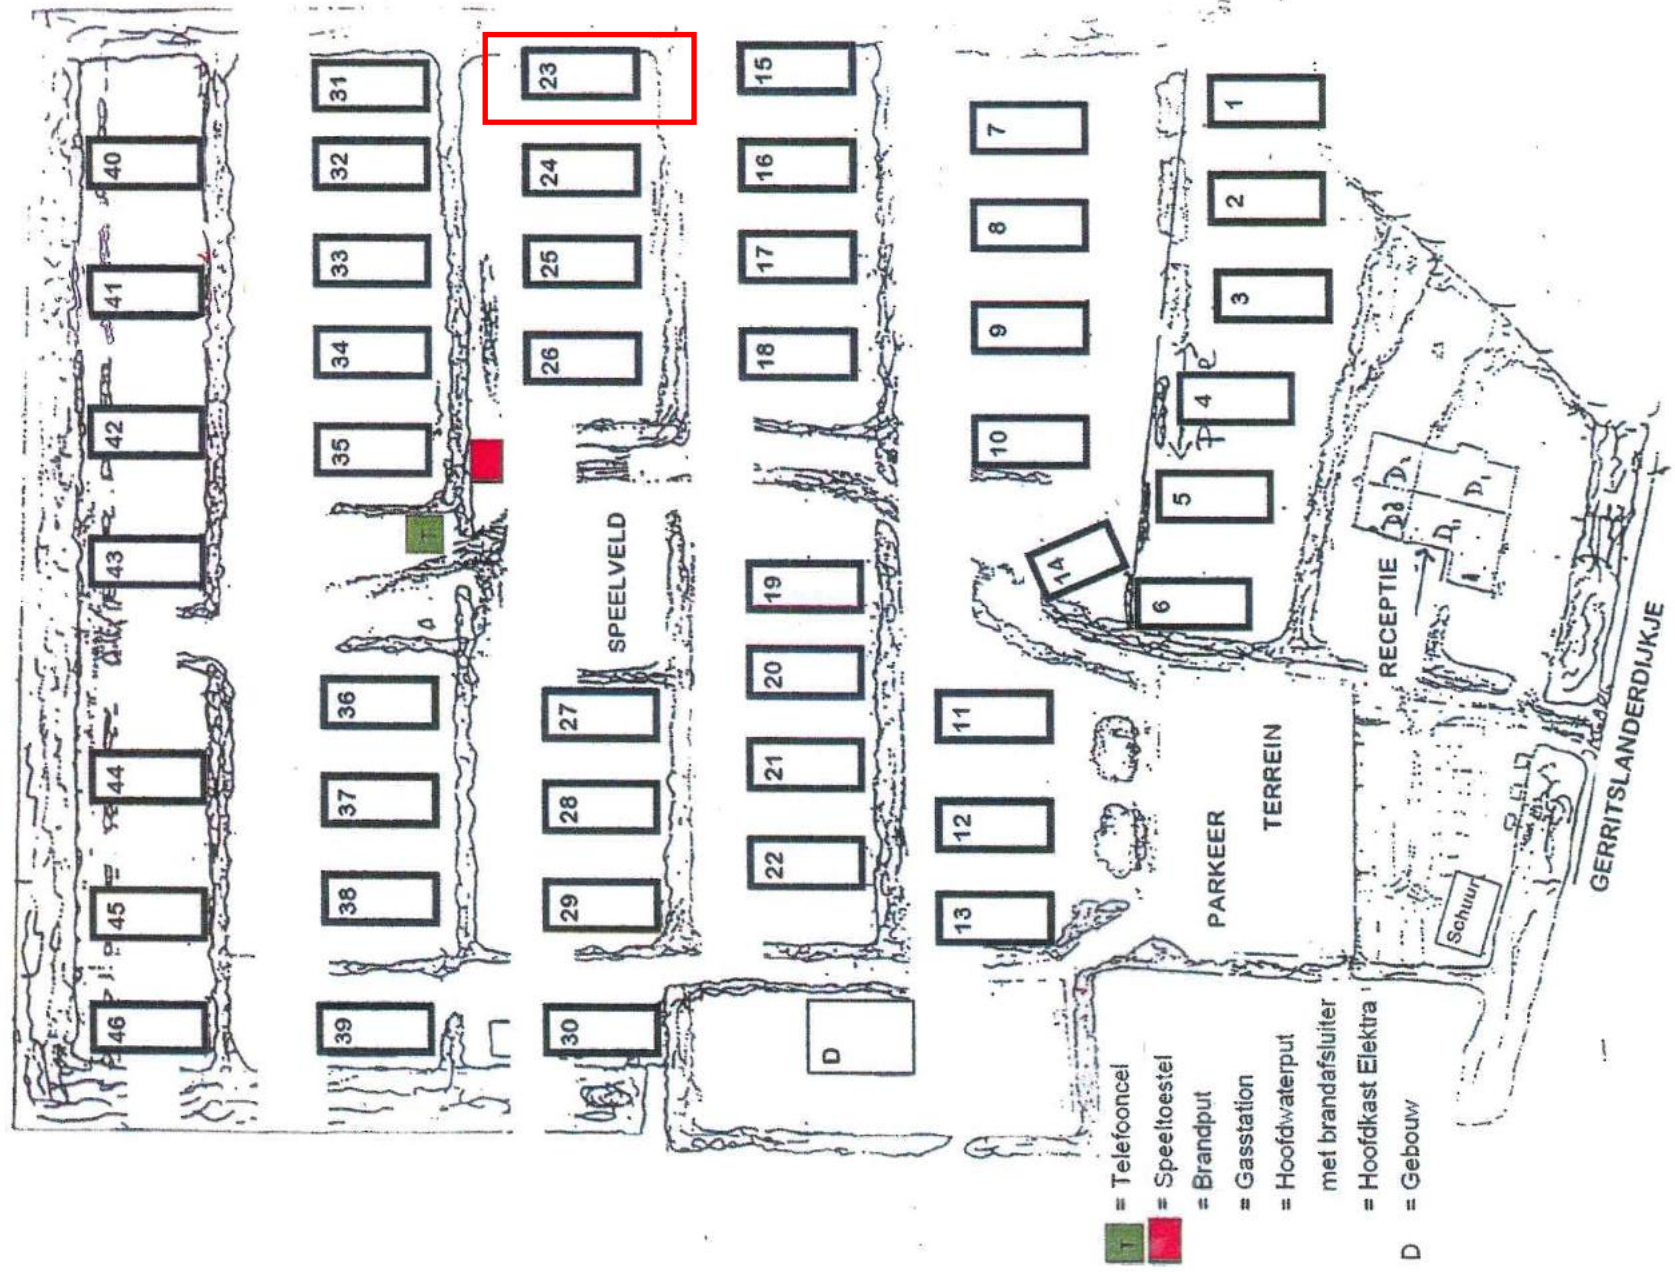 40
41
42
43
44
45
46
31
32
33
34
35
36
37
38
39
23
24
25
26
SPEELVELD
27
28
29
30
15
16
17
18
19
20
21
22
D
7
8
9
10
14
11
12
13
1
2
3
4
5
6
PARKEER
TERREIN
RECEPTIE
D2
D1
Schuur
GERRITSLANDERDIJKJE
T = Telefooncel
= Speeltoestel
= Brandput
= Gasstation
= Hoofdwaterput
met brandafsluiter
= Hoofdkast Elektra
D = Gebouw